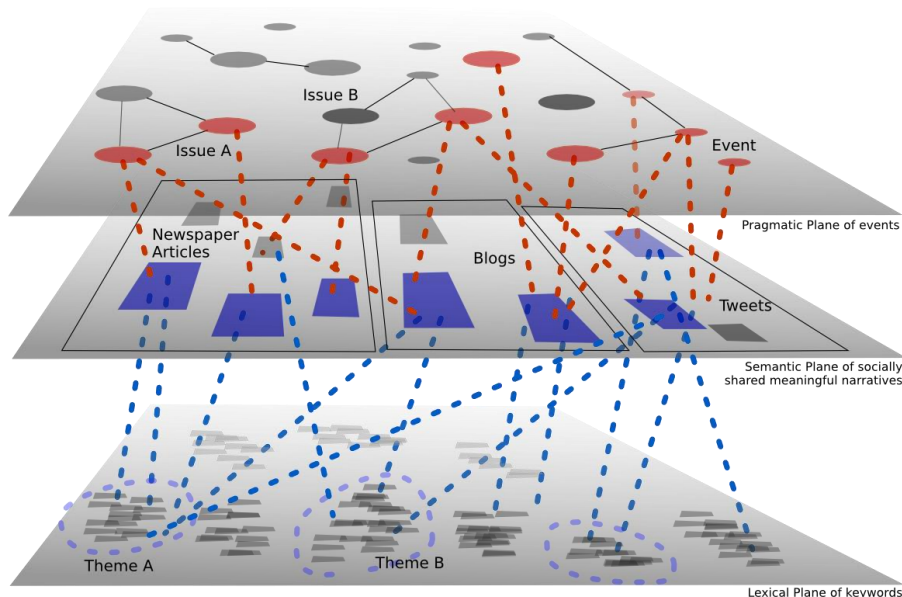 Issue B
Issue A
Event
Pragmatic Plane of events
Newspaper
Articles
Blogs
Tweets
Semantic Plane of socially
shared meaningful narratives
Theme A
Theme B
Lexical Plane of keywords